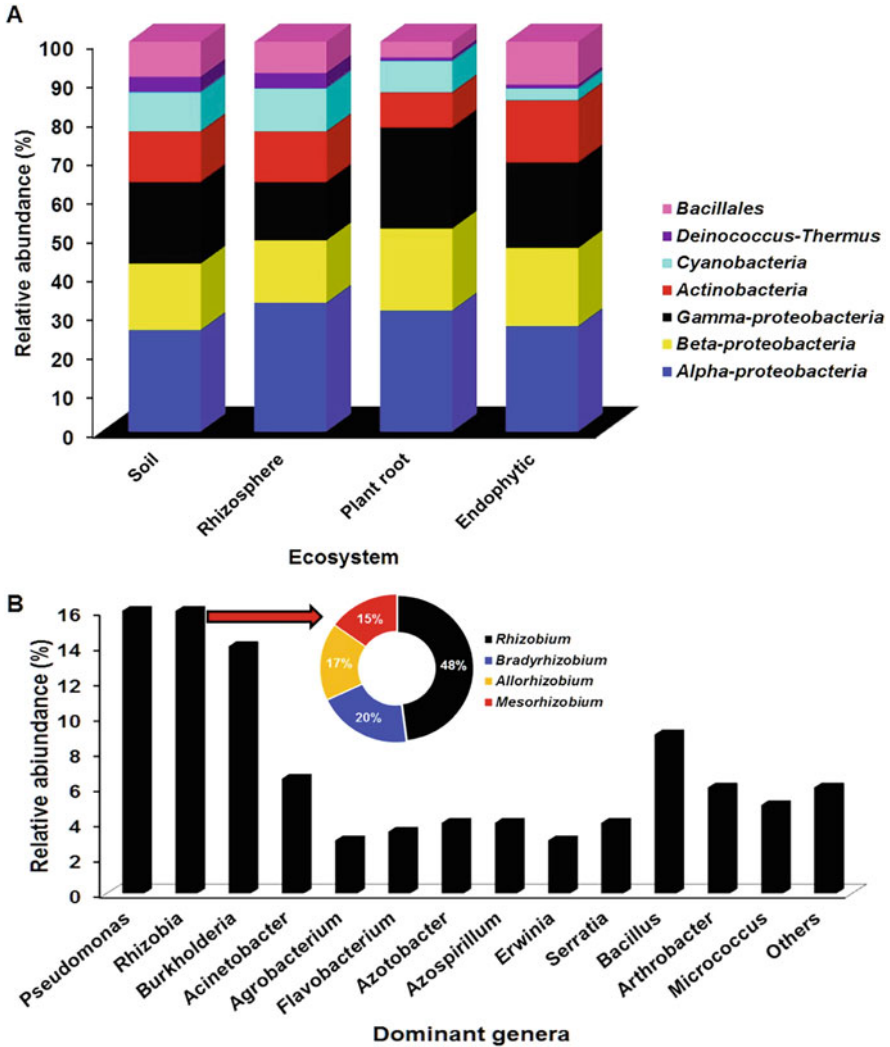 A
Relative abundance (%)
100
90
80
70
60
50
40
30
20
10
0
Soil
Rhizosphere
Plant root
Endophytic
Ecosystem
Bacillales
Deinococcus-Thermus
Cyanobacteria
Actinobacteria
Gamma-proteobacteria
Beta-proteobacteria
Alpha-proteobacteria
B
Relative abiundance (%)
16
14
12
10
8
6
4
2
0
15%
17%
48%
20%
Rhizobium
Bradyrhizobium
Allorhizobium
Mesorhizobium
Pseudomonas
Rhizobia
Burkholderia
Acinetobacter
Agrobacterium
Flavobacterium
Azotobacter
Azospirillum
Erwinia
Serratia
Bacillus
Arthrobacter
Micrococcus
Others
Dominant genera